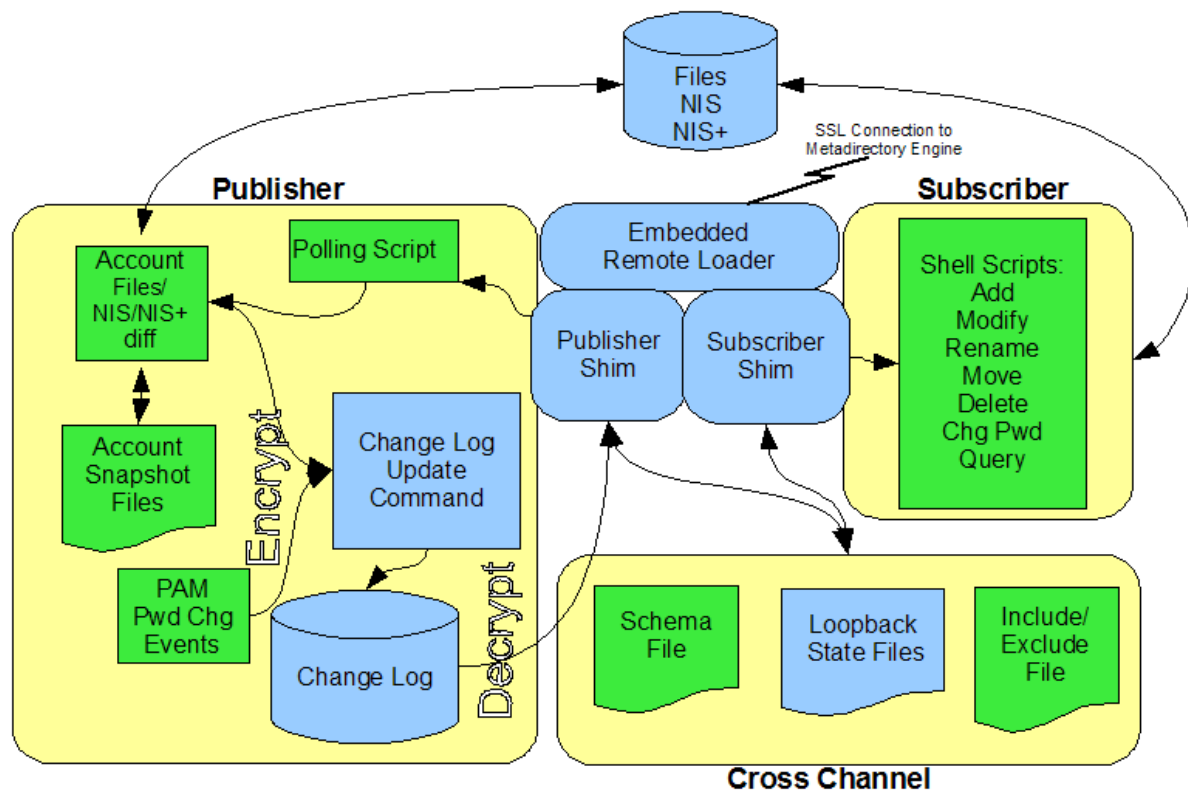 Files
NIS
NIS+
SSL Connection to
Metadirectory Engine
Publisher
Subscriber
Account
Files/
NIS/NIS+
diff
Polling Script
Embedded
Remote Loader
Publisher
Shim
Subscriber
Shim
Shell Scripts:
Add
Modify
Rename
Move
Delete
Chg Pwd
Query
Account
Snapshot
Files
Encrypt
Change Log
Update
Command
PAM
Pwd Chg
Events
Change Log
Decrypt
Schema
File
Loopback
State Files
Include/
Exclude
File
Cross Channel